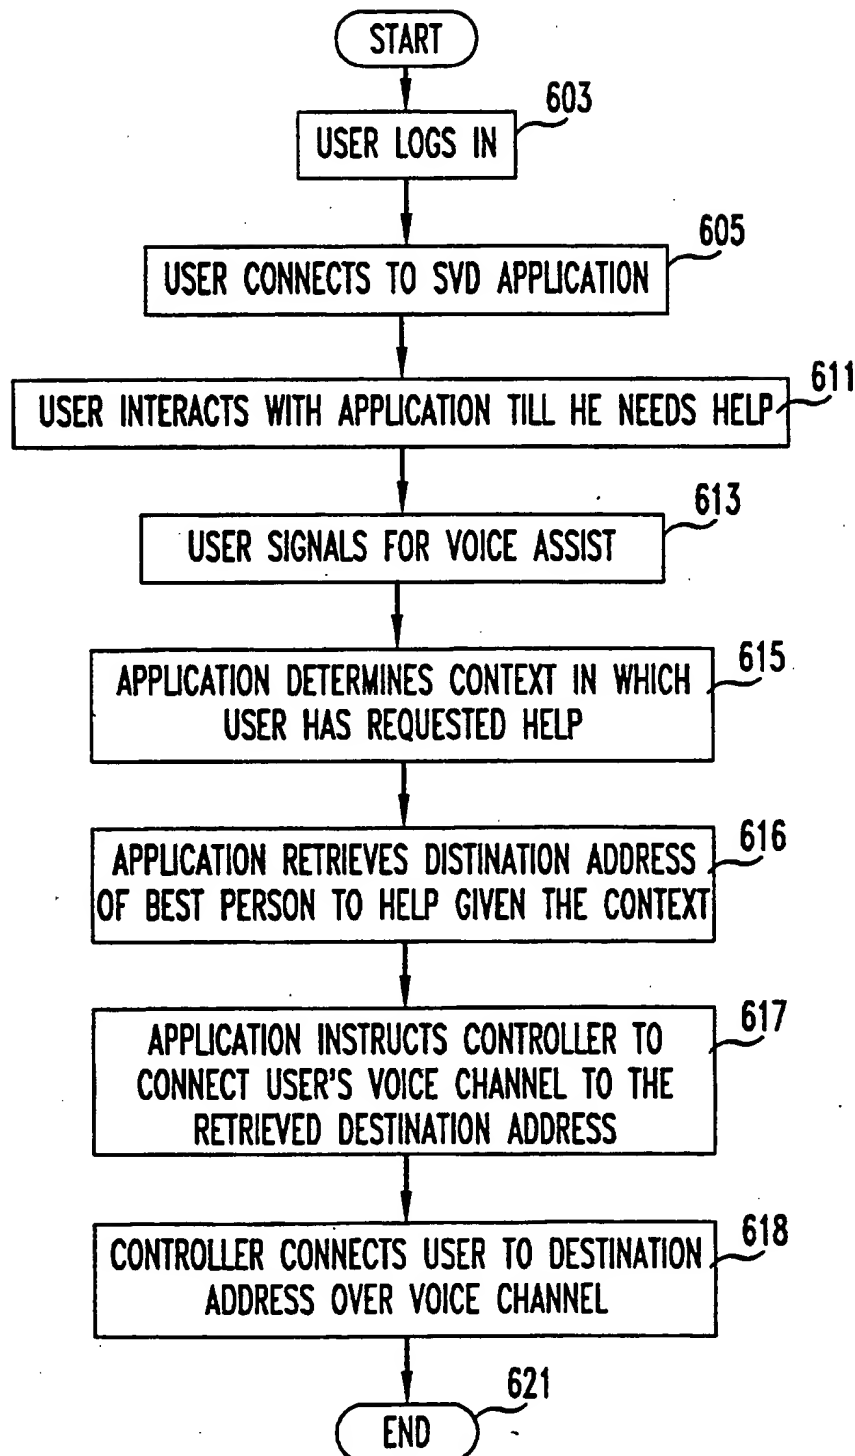 START
603
USER LOGS IN
605
USER CONNECTS TO SVD APPLICATION
611
USER INTERACTS WITH APPLICATION TILL HE NEEDS HELP
613
USER SIGNALS FOR VOICE ASSIST
615
APPLICATION DETERMINES CONTEXT IN WHICH
USER HAS REQUESTED HELP
616
APPLICATION RETRIEVES DISTINATION ADDRESS
OF BEST PERSON TO HELP GIVEN THE CONTEXT
617
APPLICATION INSTRUCTS CONTROLLER TO
CONNECT USER'S VOICE CHANNEL TO THE
RETRIEVED DESTINATION ADDRESS
618
CONTROLLER CONNECTS USER TO DESTINATION
ADDRESS OVER VOICE CHANNEL
621
END